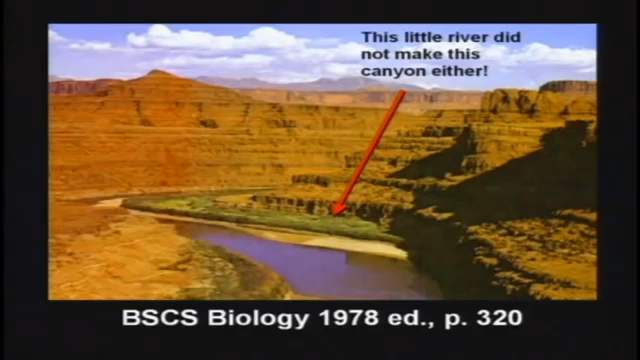 This little river did
not make this
canyon either!
BSCS Biology 1978 ed., p. 320